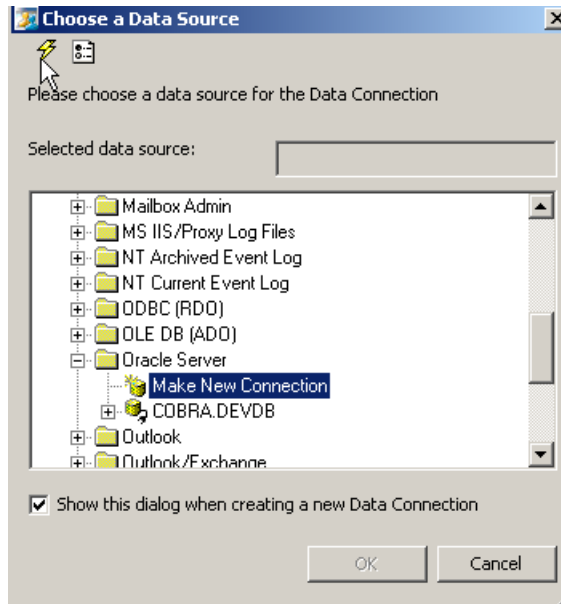 Choose a Data Source
Please choose a data source for the Data Connection
Selected data source:
Mailbox Admin
MS IIS/Proxy Log Files
NT Archived Event Log
NT Current Event Log
ODBC (RDO)
OLE DB (ADO)
Oracle Server
Make New Connection
COBRA.DEVDB
Outlook
Outlook/Exchange
Show this dialog when creating a new Data Connection
OK
Cancel